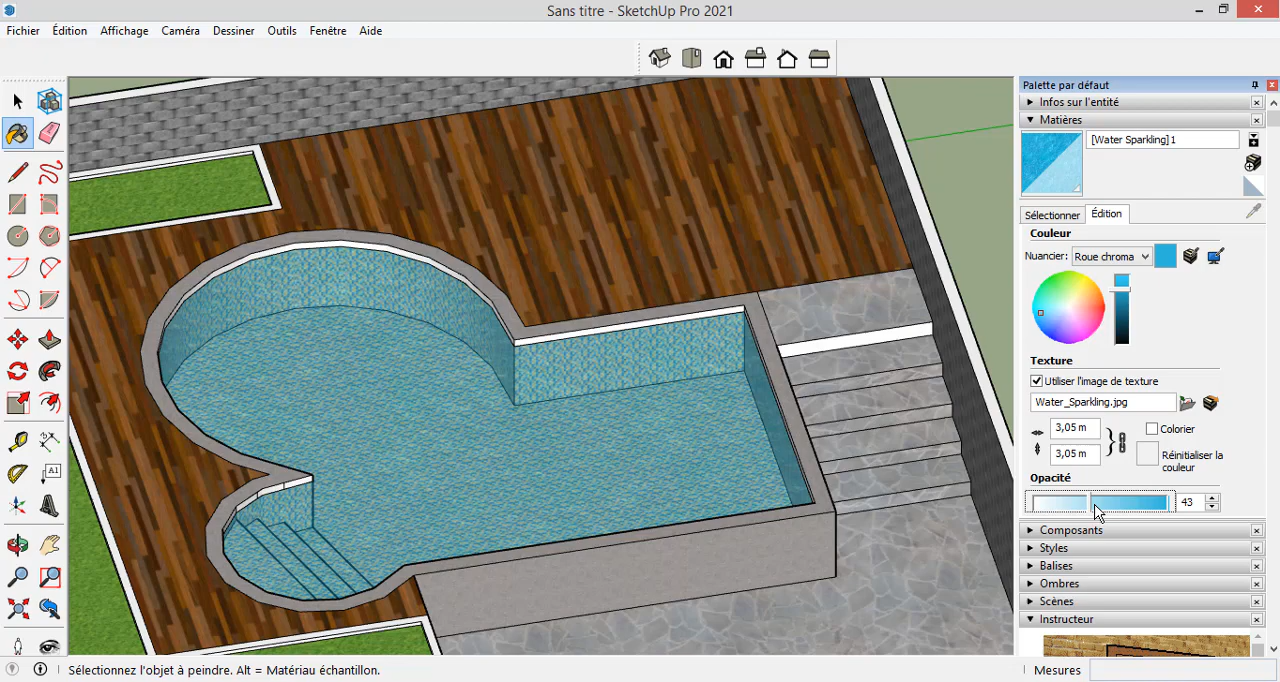 Sans titre - SketchUp Pro 2021
Fichier Édition Affichage Caméra Dessiner Outils Fenêtre Aide
Palette par défaut
Infos sur l'entité
Matières
[Water Sparkling]1
Sélectionner Édition
Couleur
Nuancier: Roue chroma
Texture
Utiliser l'image de texture
Water_Sparkling.jpg
3,05 m Colorier
3,05 m Réinitialiser la
couleur
Opacité
43
Composants
Styles
Balises
Ombres
Scènes
Instructeur
A1
Sélectionnez l'objet à peindre. Alt = Matériau échantillon.
Mesures